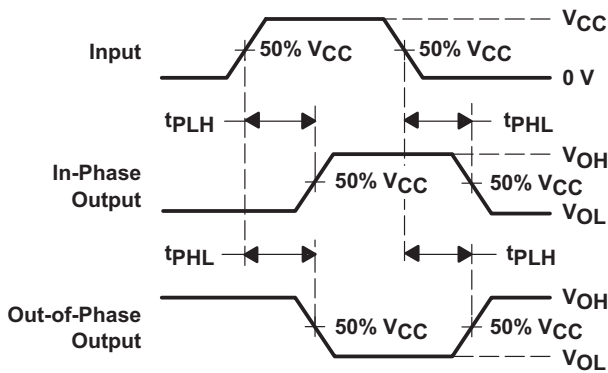 VCC
Input
50% VCC
50% VCC
0 V
tPLH
tPHL
In-Phase
Output
VOH
50% VCC
50% VCC
VOL
tPHL
tPLH
Out-of-Phase
Output
VOH
50% VCC
50% VCC
VOL